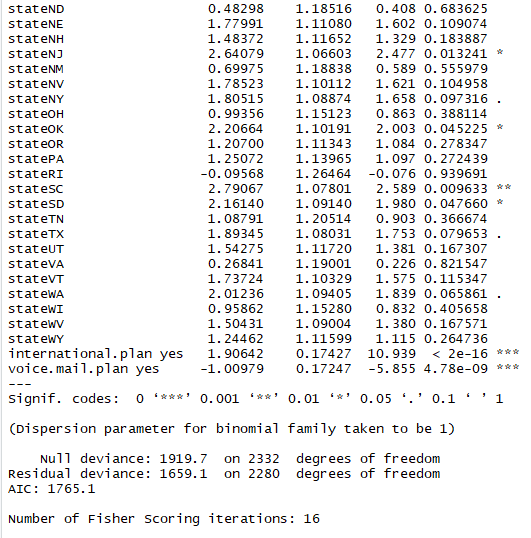 stateND 0.48298 1.18516 0.408 0.683625
stateNE 1.77991 1.11080 1.602 0.109074
stateNH 1.48372 1.11652 1.329 0.183887
stateNJ 2.64079 1.06603 2.477 0.013241 *
stateNM 0.69975 1.18838 0.589 0.555979
stateNV 1.78523 1.10112 1.621 0.104958
stateNY 1.80515 1.08874 1.658 0.097316 .
stateOH 0.99356 1.15123 0.863 0.388114
stateOK 2.20664 1.10191 2.003 0.045225 *
stateOR 1.20700 1.11343 1.084 0.278347
statePA 1.25072 1.13965 1.097 0.272439
stateRI -0.09568 1.26464 -0.076 0.939691
stateSC 2.79067 1.07801 2.589 0.009633 **
stateSD 2.16140 1.09140 1.980 0.047660 *
stateTN 1.08791 1.20514 0.903 0.366674
stateTX 1.89345 1.08031 1.753 0.079653 .
stateUT 1.54275 1.11720 1.381 0.167307
stateVA 0.26841 1.19001 0.226 0.821547
stateVT 1.73724 1.10329 1.575 0.115347
stateWA 2.01236 1.09405 1.839 0.065861 .
stateWI 0.95862 1.15280 0.832 0.405658
stateWV 1.50431 1.09004 1.380 0.167571
stateWY 1.24462 1.11599 1.115 0.264736
international.plan yes 1.90642 0.17427 10.939 < 2e-16 ***
voice.mail.plan yes -1.00979 0.17247 -5.855 4.78e-09 ***
---
Signif. codes: 0 ‘***’ 0.001 ‘**’ 0.01 ‘*’ 0.05 ‘.’ 0.1 ‘ ’ 1
(Dispersion parameter for binomial family taken to be 1)
Null deviance: 1919.7 on 2332 degrees of freedom
Residual deviance: 1659.1 on 2280 degrees of freedom
AIC: 1765.1
Number of Fisher Scoring iterations: 16